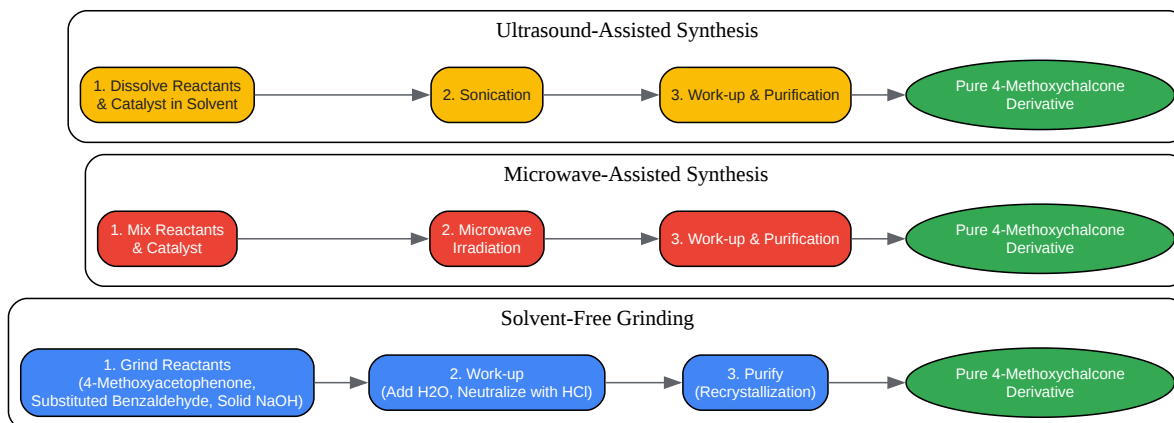 Ultrasound-Assisted Synthesis
1. Dissolve Reactants
& Catalyst in Solvent
2. Sonication
3. Work-up & Purification
Pure 4-Methoxychalcone
Derivative
Microwave-Assisted Synthesis
1. Mix Reactants
& Catalyst
2. Microwave
Irradiation
3. Work-up & Purification
Pure 4-Methoxychalcone
Derivative
Solvent-Free Grinding
1. Grind Reactants
(4-Methoxyacetophenone,
Substituted Benzaldehyde, Solid NaOH)
2. Work-up
(Add H2O, Neutralize with HCl)
3. Purify
(Recrystallization)
Pure 4-Methoxychalcone
Derivative